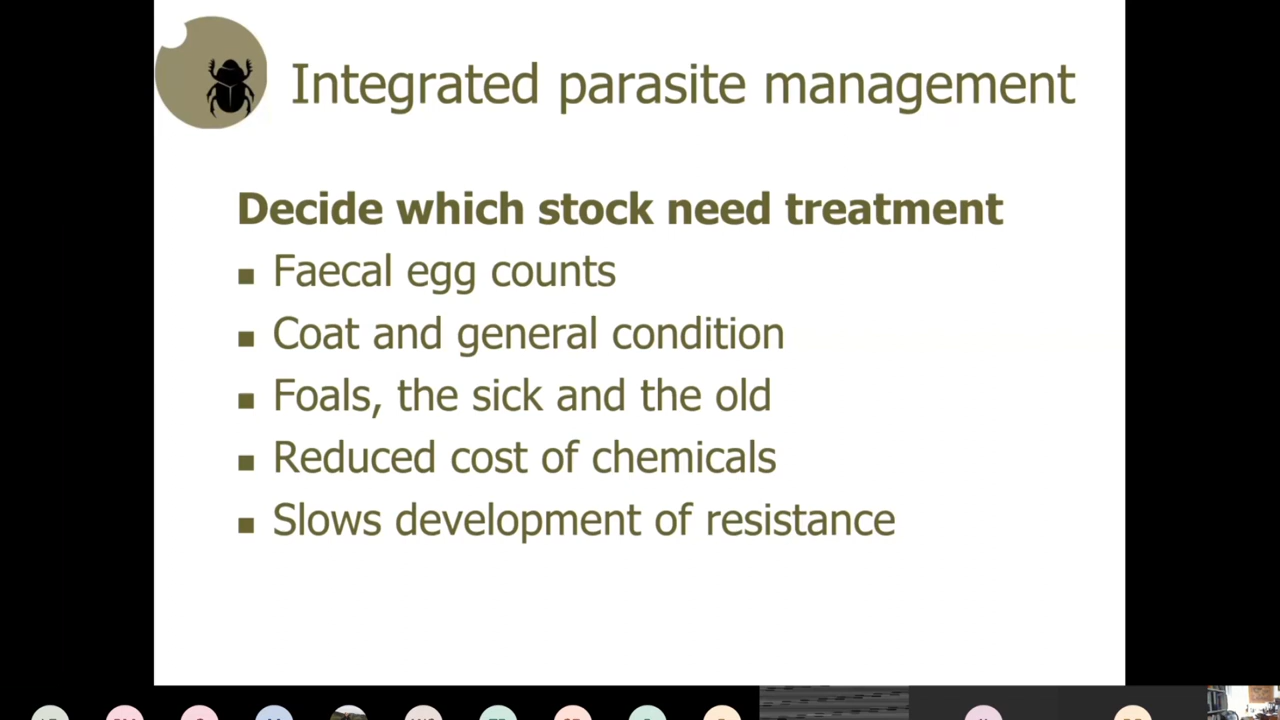 Integrated parasite management
Decide which stock need treatment
Faecal egg counts
Coat and general condition
Foals, the sick and the old
Reduced cost of chemicals
Slows development of resistance